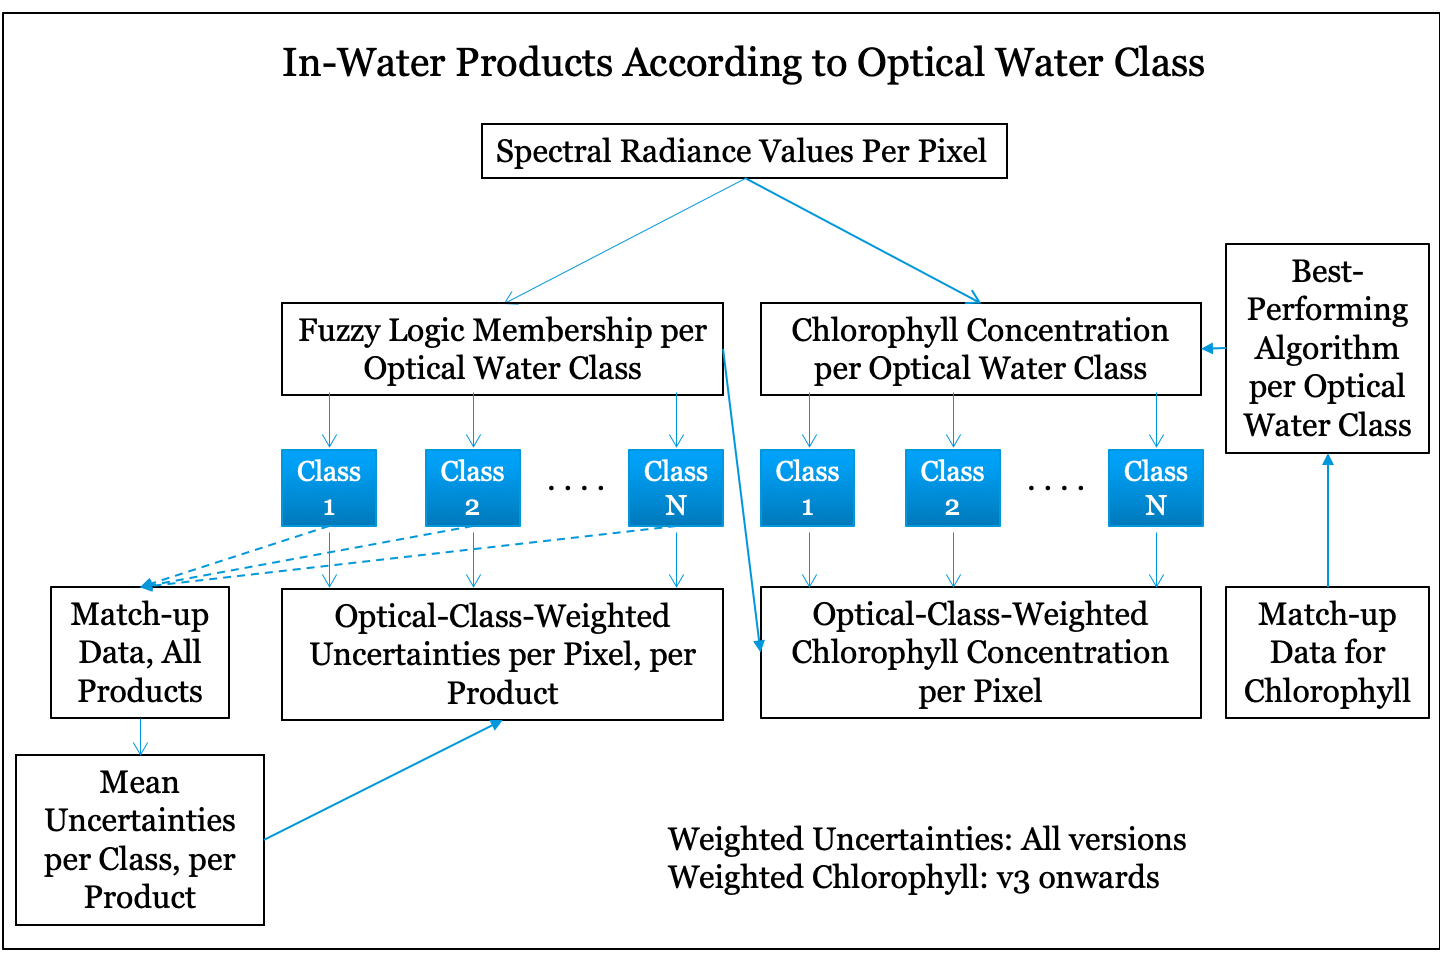 In-Water Products According to Optical Water Class
Spectral Radiance Values Per Pixel
Fuzzy Logic Membership per
Optical Water Class
Chlorophyll Concentration
per Optical Water Class
Best-
Performing
Algorithm
per Optical
Water Class
Class
1
Class
2
. . . .
Class
N
Class
1
Class
2
. . . .
Class
N
Match-up
Data, All
Products
Optical-Class-Weighted
Uncertainties per Pixel, per
Product
Optical-Class-Weighted
Chlorophyll Concentration
per Pixel
Match-up
Data for
Chlorophyll
Mean
Uncertainties
per Class, per
Product
Weighted Uncertainties: All versions
Weighted Chlorophyll: v3 onwards